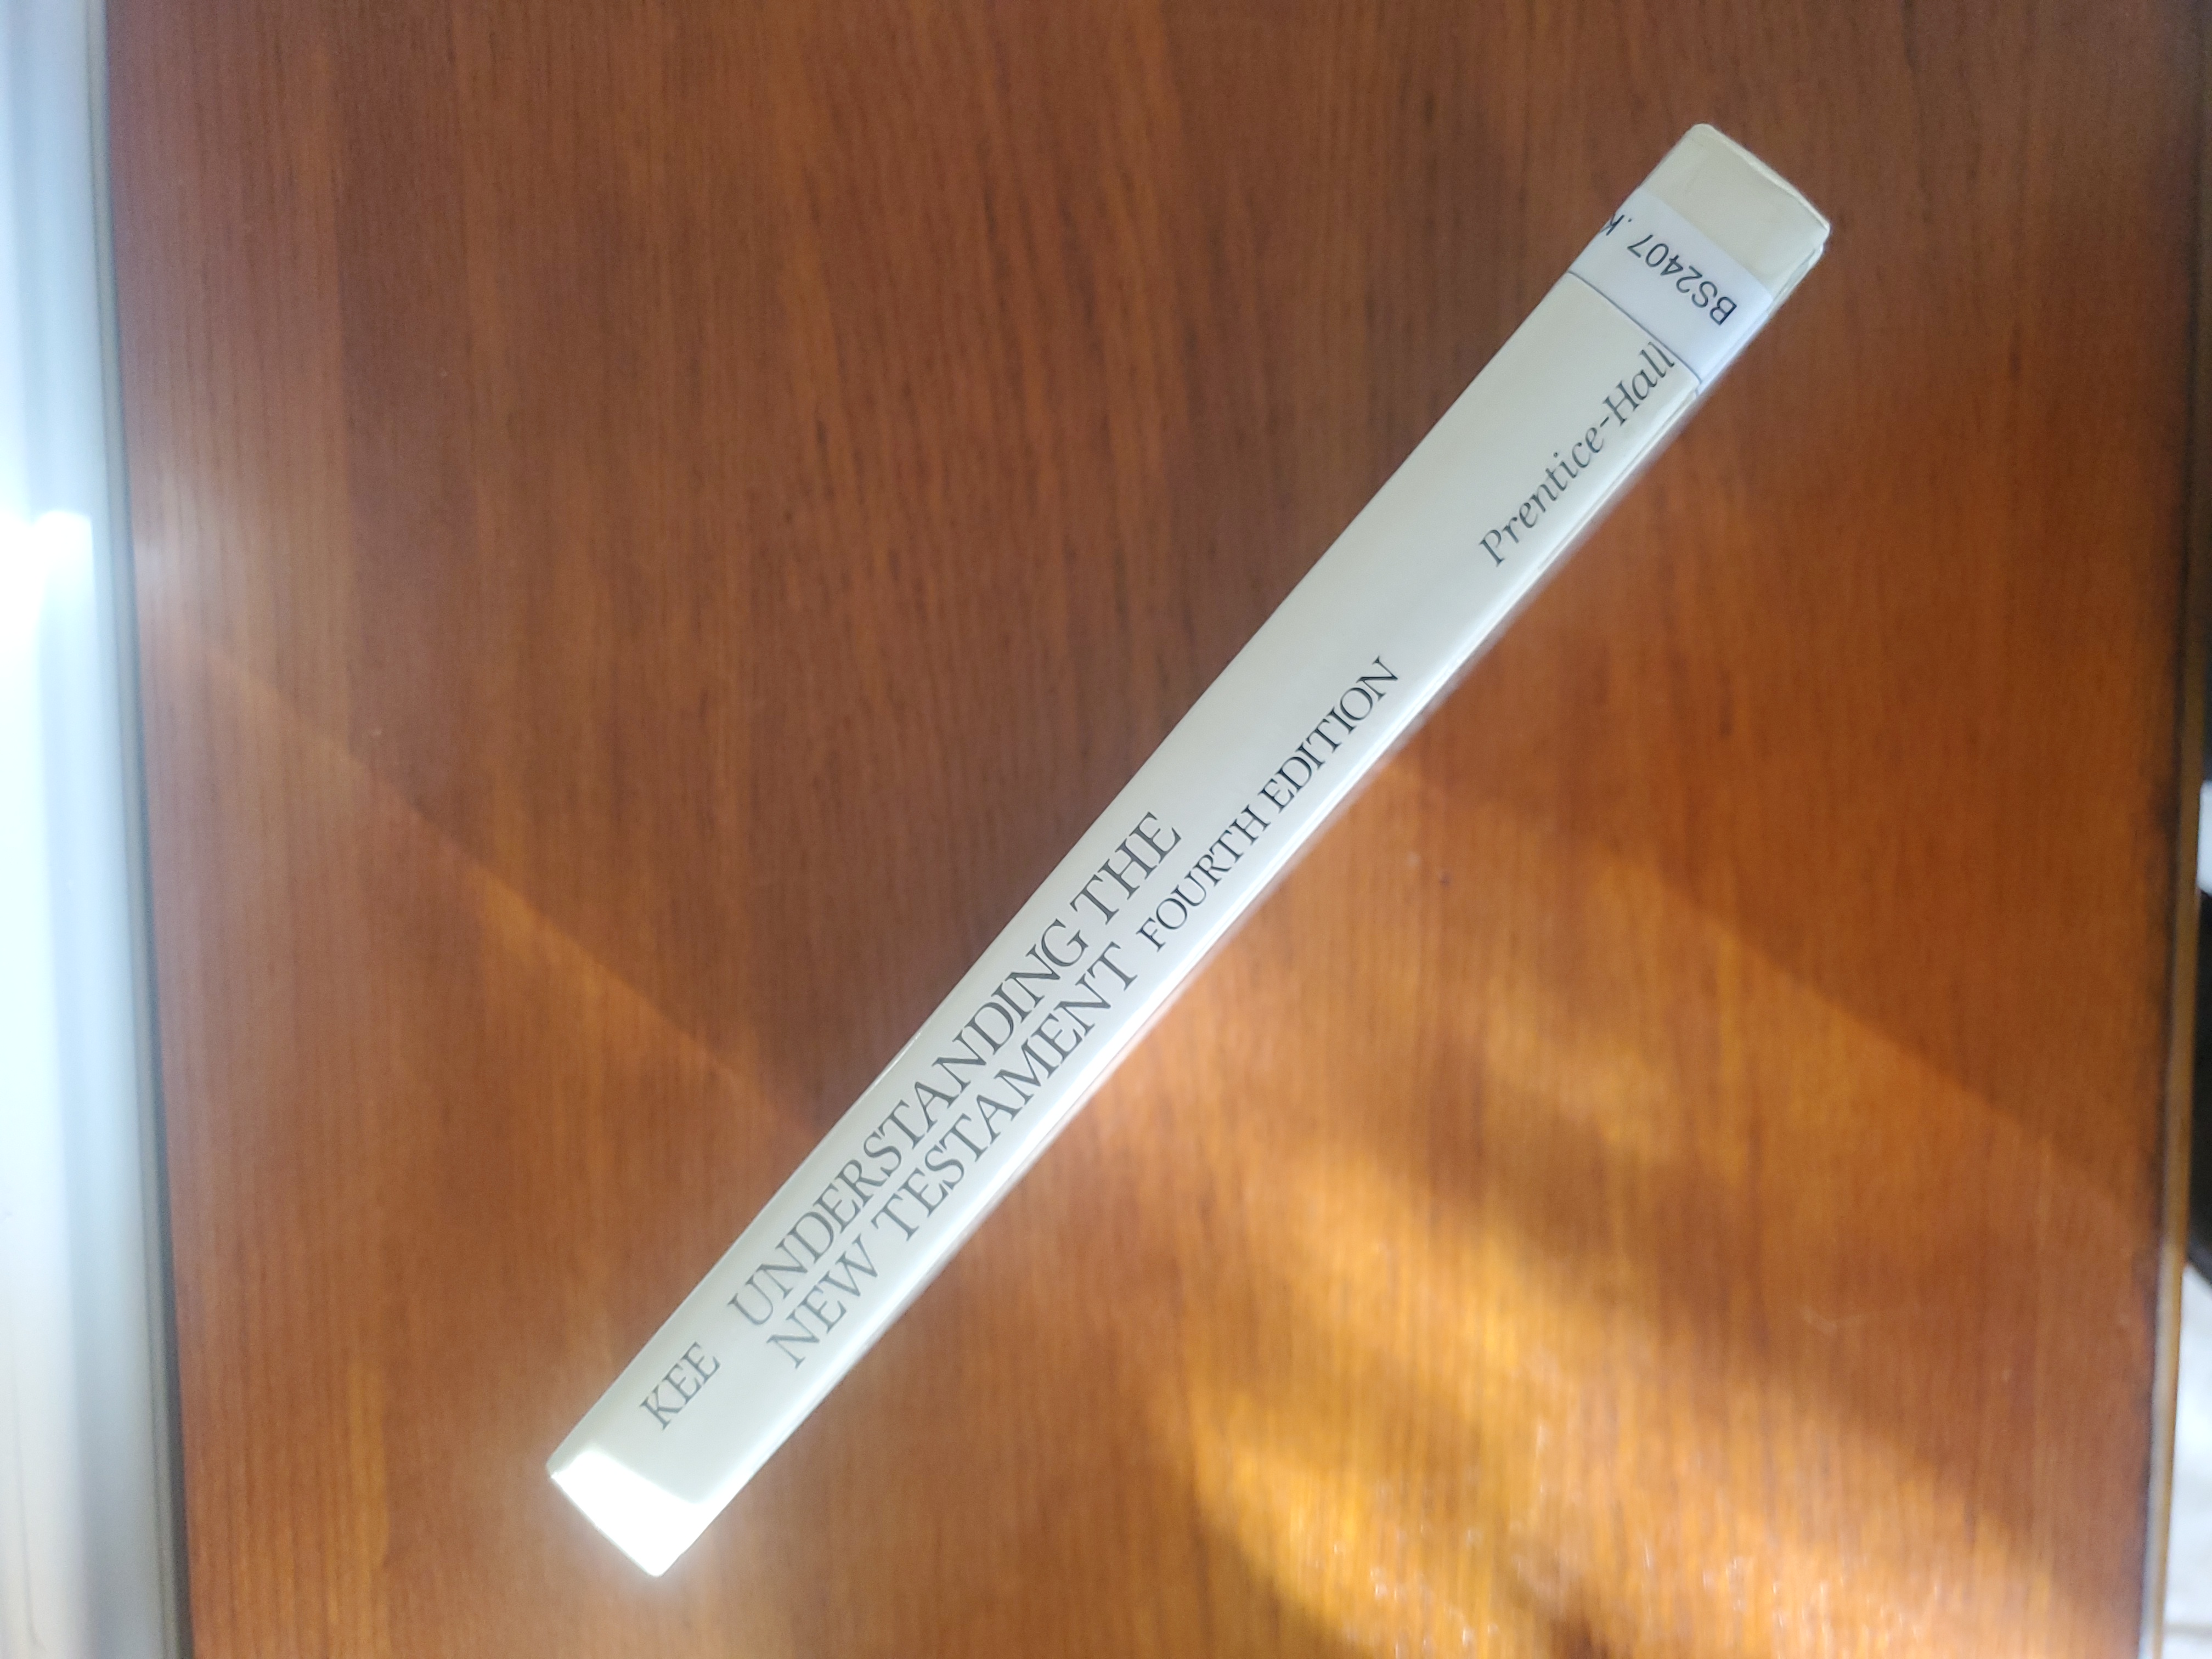 KEE
UNDERSTANDING THE
NEW TESTAMENT FOURTH EDITION
Prentice-Hall
BS2407 .K